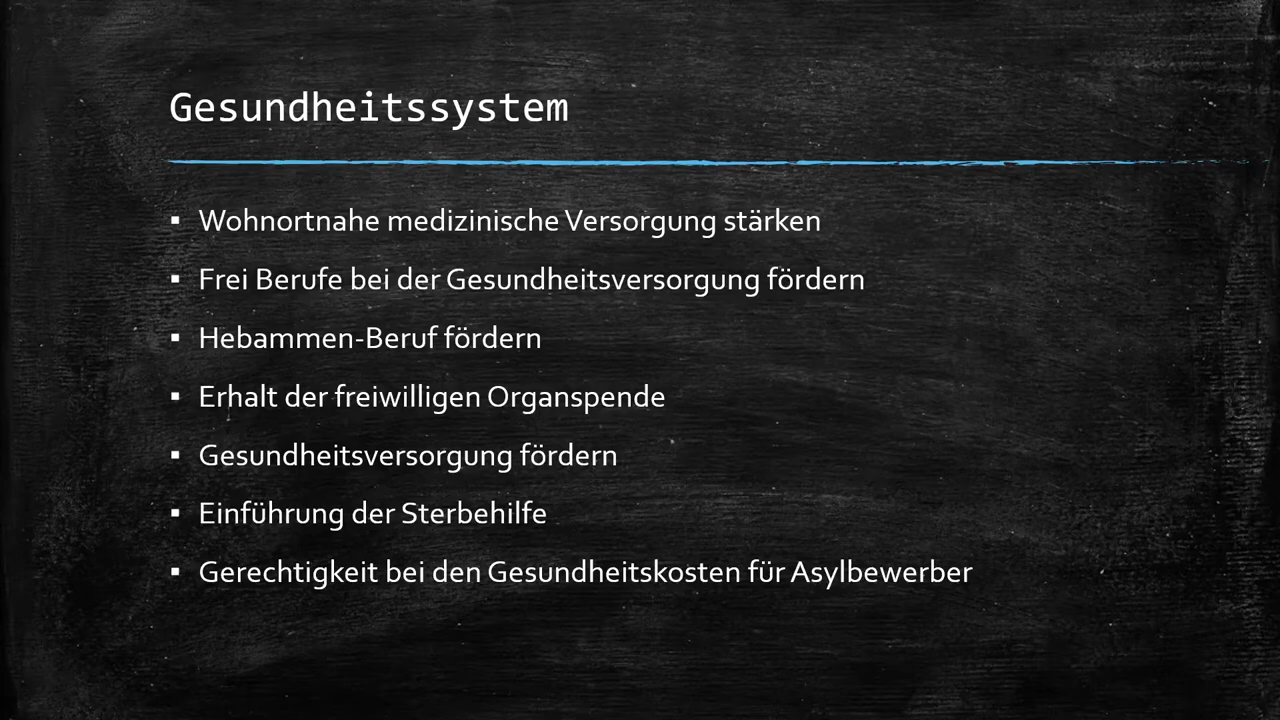 Gesundheitssystem
▪ Wohnortnahe medizinische Versorgung stärken
▪ Frei Berufe bei der Gesundheitsversorgung fördern
▪ Hebammen-Beruf fördern
▪ Erhalt der freiwilligen Organspende
▪ Gesundheitsversorgung fördern
▪ Einführung der Sterbehilfe
▪ Gerechtigkeit bei den Gesundheitskosten für Asylbewerber